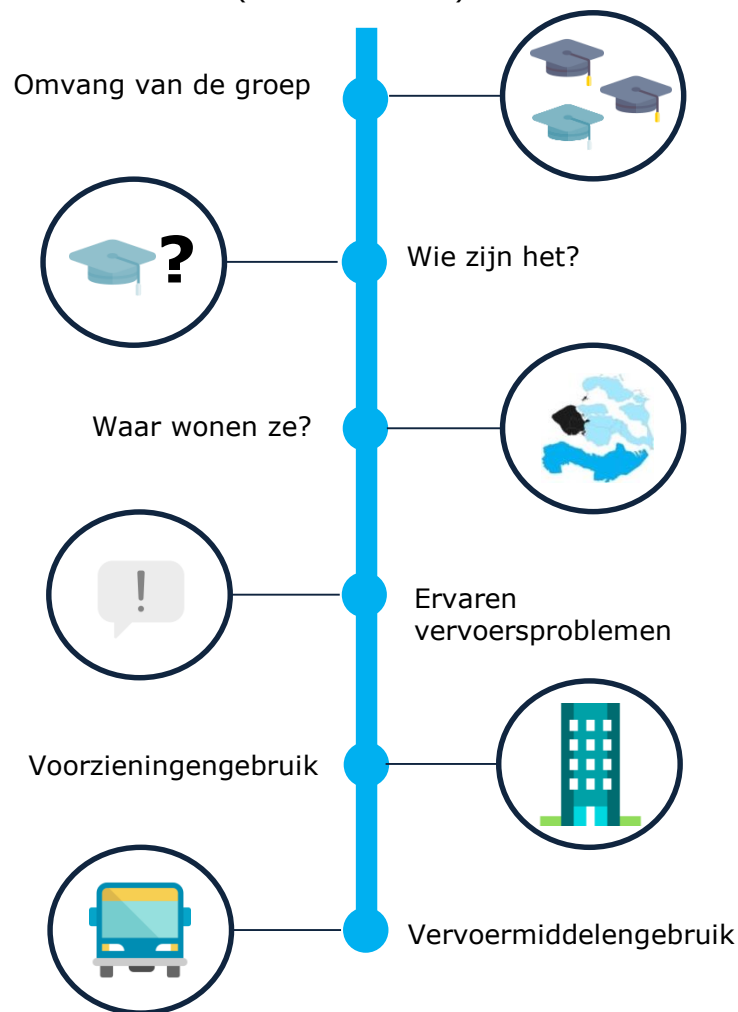 Omvang van de groep
?
Wie zijn het?
Waar wonen ze?
!
Ervaren
vervoersproblemen
Voorzieningengebruik
Vervoermiddelengebruik